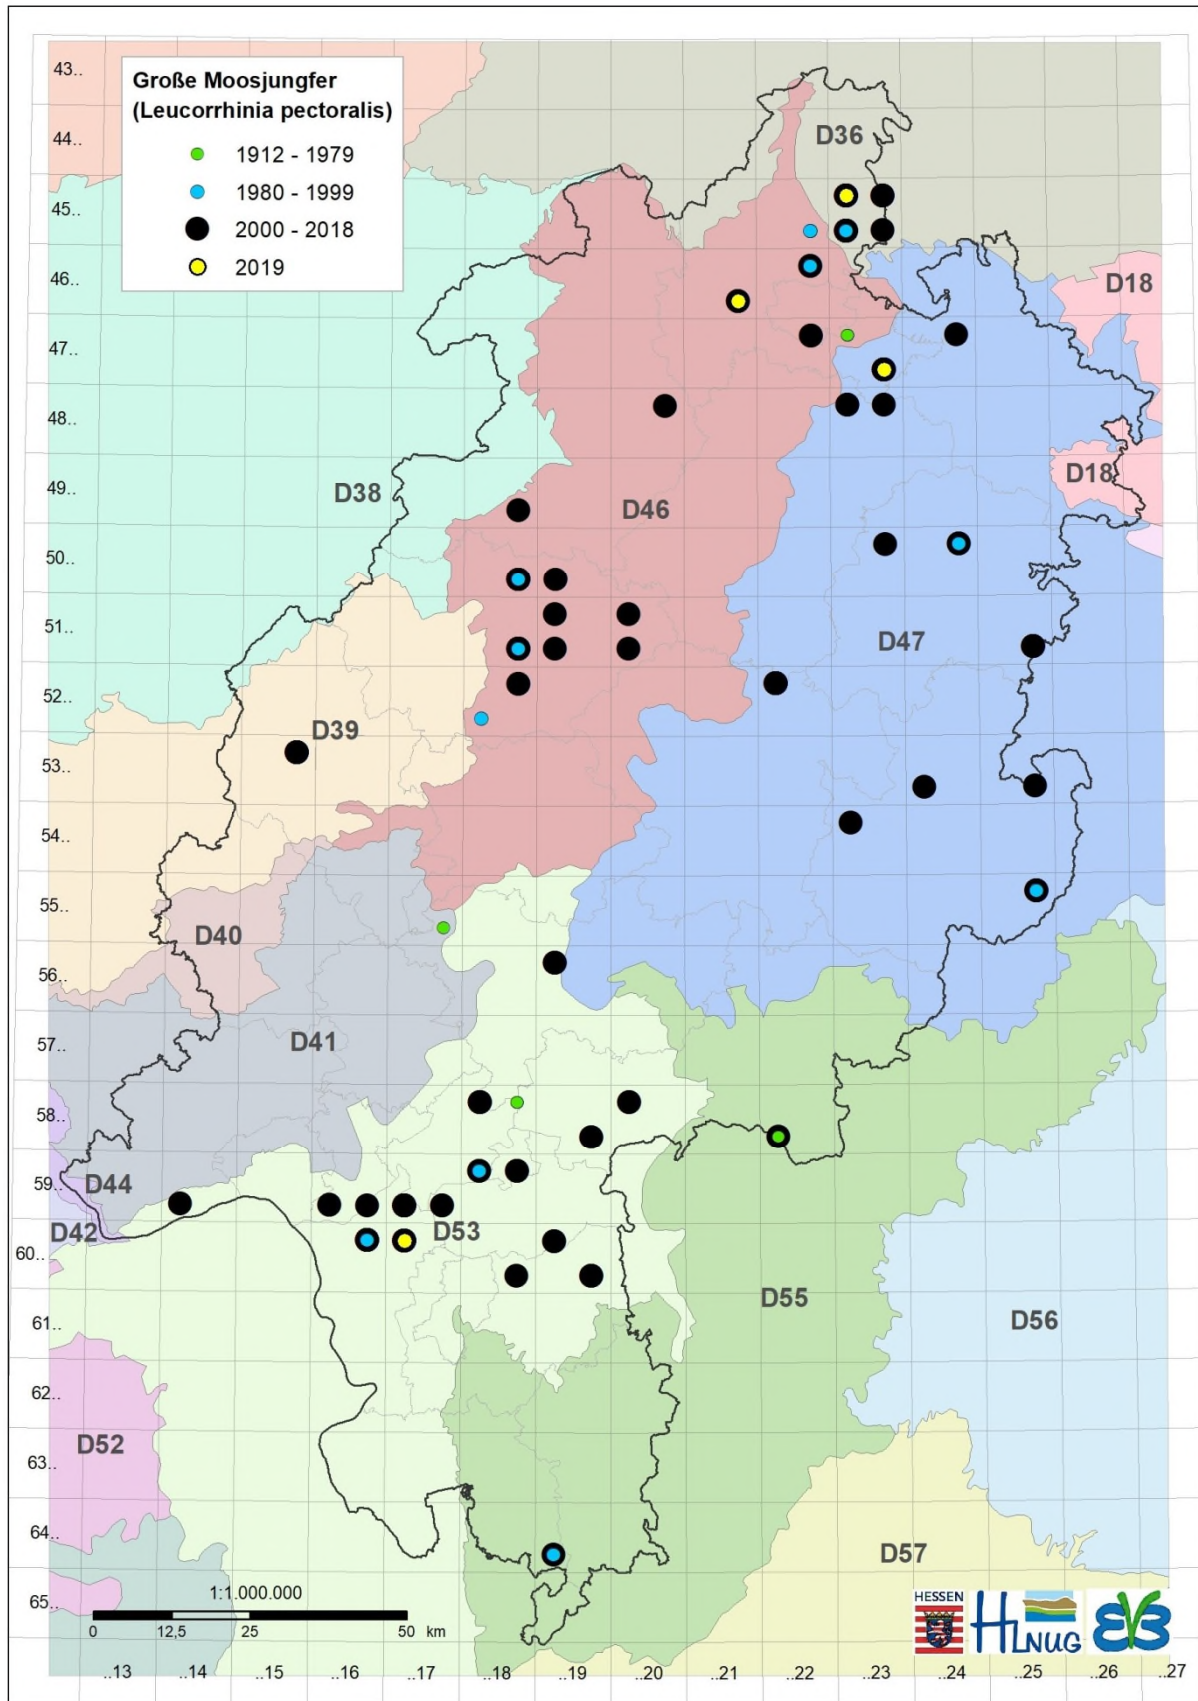 Große Moosjungfer
(Leucorrhinia pectoralis)
1912 - 1979
1980 - 1999
2000 - 2018
2019
43..
44..
45..
46..
47..
48..
49..
50..
51..
52..
53..
54..
55..
56..
57..
58..
59..
60..
61..
62..
63..
64..
65..
D36
D18
D38
D46
D18
D47
D39
D40
D41
D44
D42
D53
D55
D56
D52
D57
1:1.000.000
0 12,5 25 50 km
..13 ..14 ..15 ..16 ..17 ..18 ..19 ..20 ..21 ..22 ..23 ..24 ..25 ..26 ..27
HESSEN
HLNUG